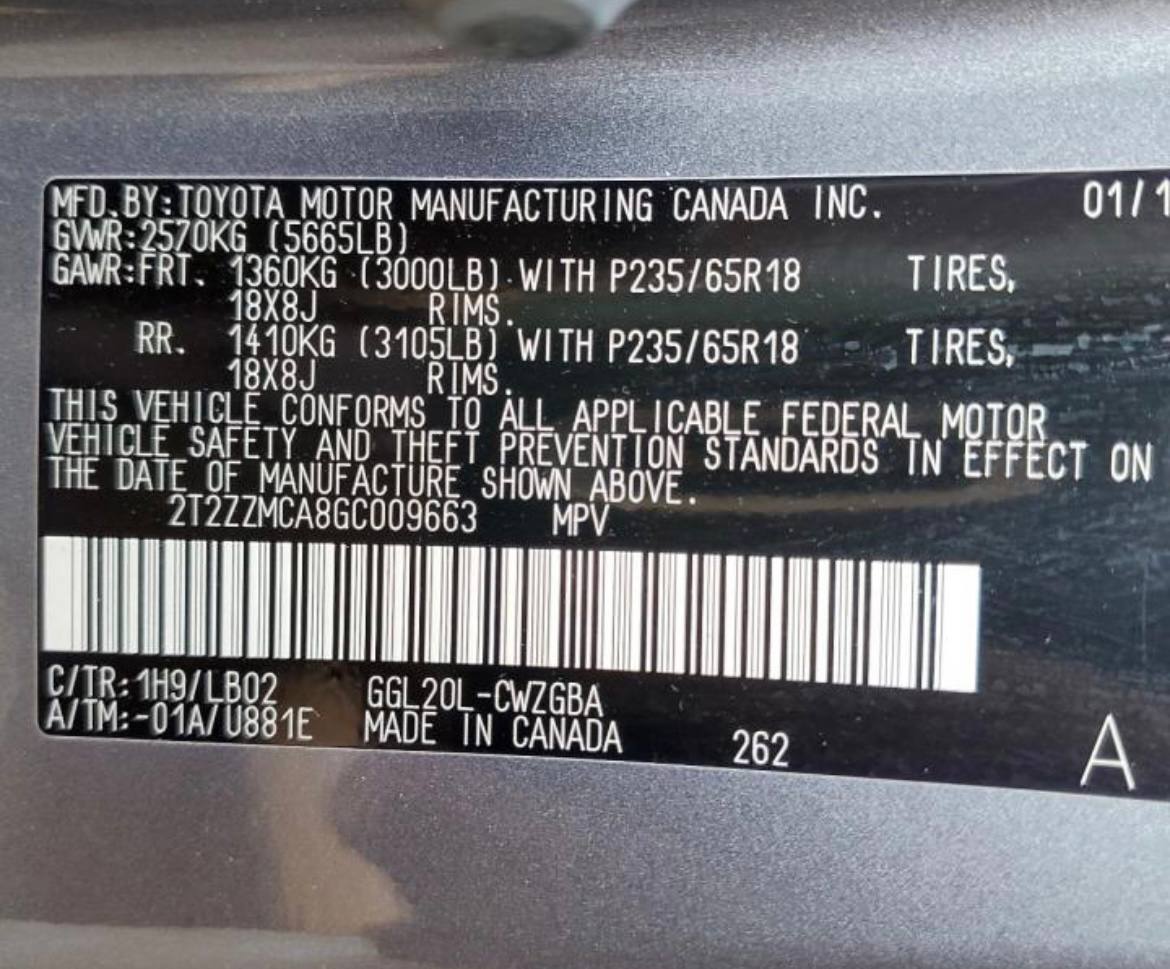 MFD.BY:TOYOTA MOTOR MANUFACTURING CANADA INC. 01/1
GVWR:2570KG (5665LB)
GAWR:FRT. 1360KG (3000LB) WITH P235/65R18 TIRES,
18X8J RIMS.
RR. 1410KG (3105LB) WITH P235/65R18 TIRES,
18X8J RIMS.
THIS VEHICLE CONFORMS TO ALL APPLICABLE FEDERAL MOTOR
VEHICLE SAFETY AND THEFT PREVENTION STANDARDS IN EFFECT ON
THE DATE OF MANUFACTURE SHOWN ABOVE.
2T2ZZMCA8GC009663 MPV
C/TR:1H9/LB02 GGL20L-CWZGBA
A/TM:-01A/U881E MADE IN CANADA 262 A